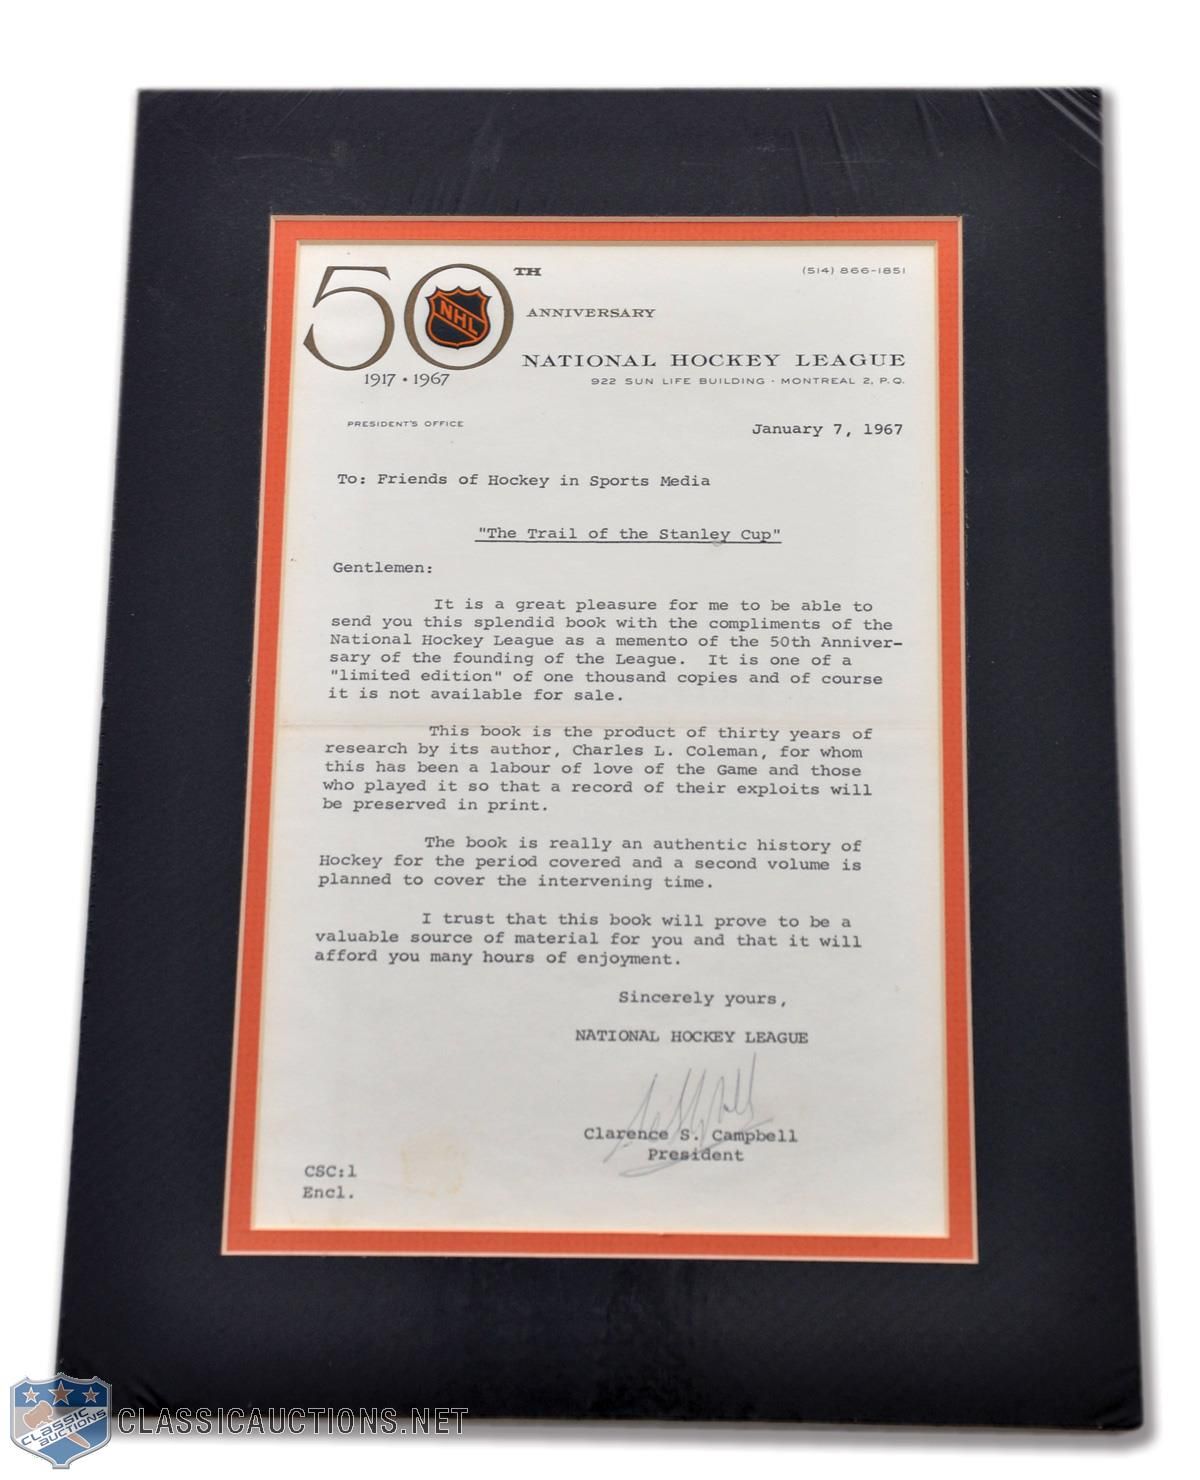 50TH
(514) 866-1851
NHL
ANNIVERSARY
NATIONAL HOCKEY LEAGUE
1917 • 1967
922 SUN LIFE BUILDING · MONTREAL 2, P.Q.
PRESIDENT'S OFFICE
January 7, 1967
To: Friends of Hockey in Sports Media
"The Trail of the Stanley Cup"
Gentlemen:
It is a great pleasure for me to be able to
send you this splendid book with the compliments of the
National Hockey League as a memento of the 50th Anniver-
sary of the founding of the League. It is one of a
"limited edition" of one thousand copies and of course
it is not available for sale.
This book is the product of thirty years of
research by its author, Charles L. Coleman, for whom
this has been a labour of love of the Game and those
who played it so that a record of their exploits will
be preserved in print.
The book is really an authentic history of
Hockey for the period covered and a second volume is
planned to cover the intervening time.
I trust that this book will prove to be a
valuable source of material for you and that it will
afford you many hours of enjoyment.
Sincerely yours,
NATIONAL HOCKEY LEAGUE
Clarence S. Campbell
President
CSC:l
Encl.
CLASSIC AUCTIONS
CLASSICAUCTIONS.NET